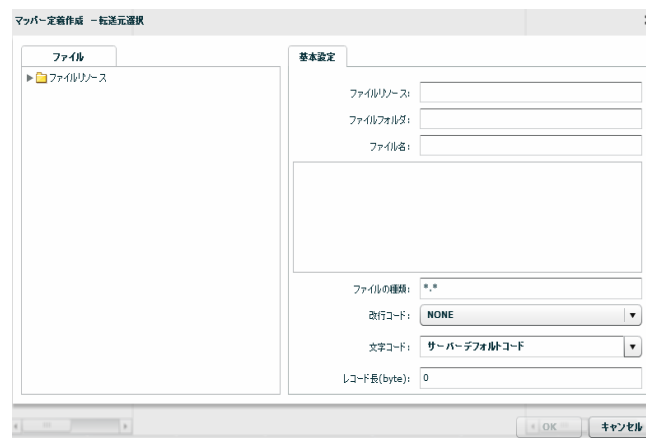 マッパー定義作成 －転送元選択
ファイル
ファイルリソース
基本設定
ファイルリソース:
ファイルフォルダ:
ファイル名:
ファイルの種類: *.*
改行コード: NONE
文字コード: サーバーデフォルトコード
レコード長(byte): 0
OK キャンセル